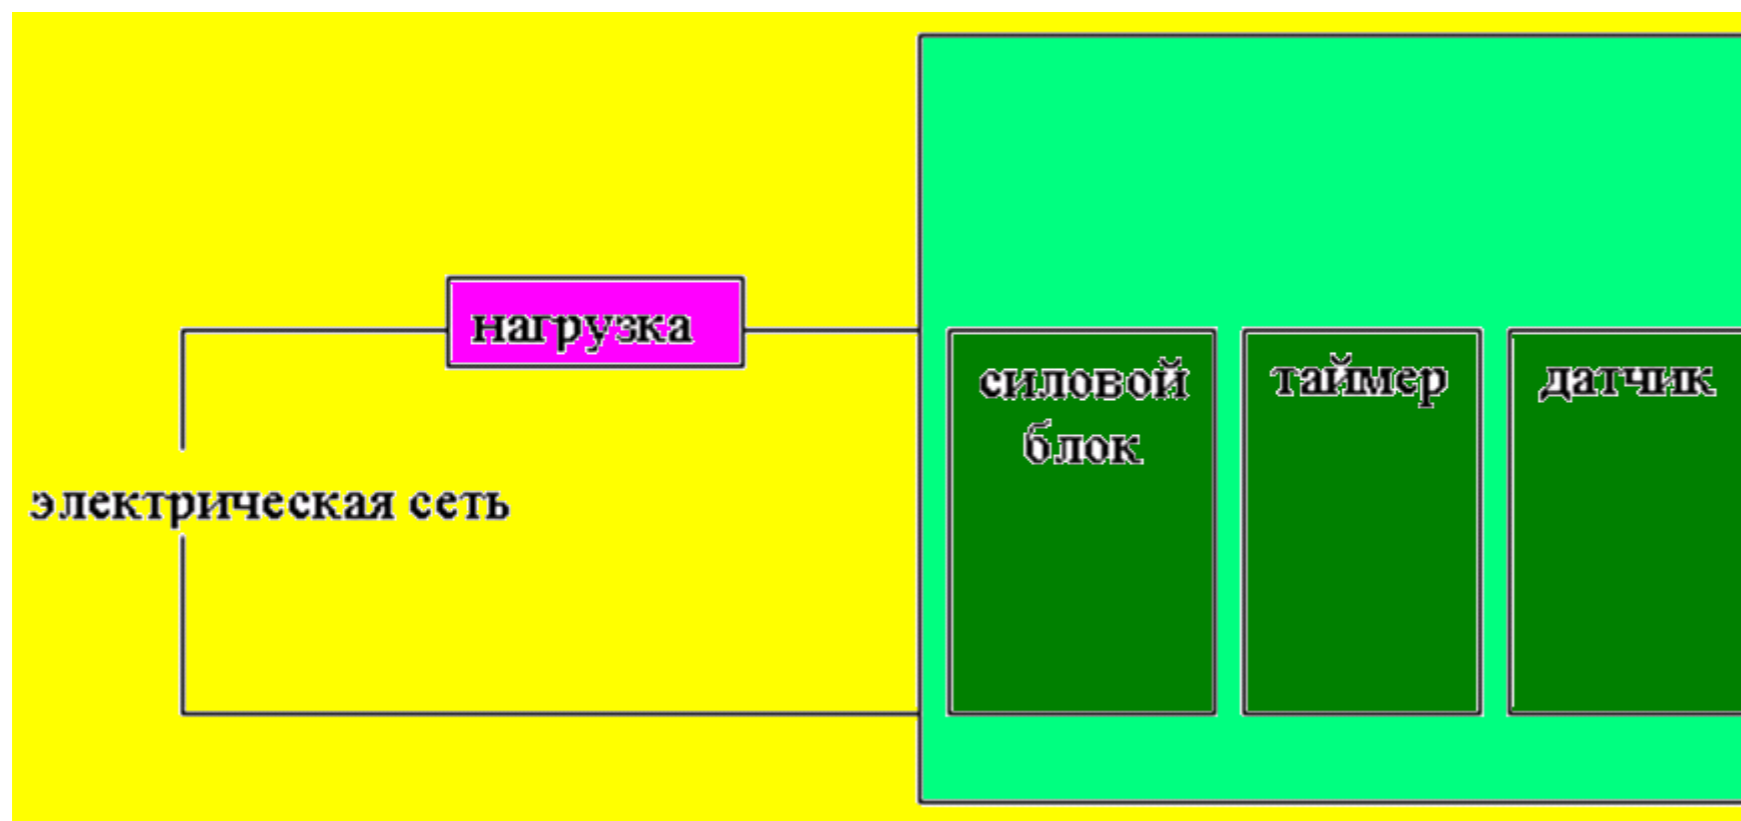 нагрузка
силовой
блок
таймер
датчик
электрическая сеть